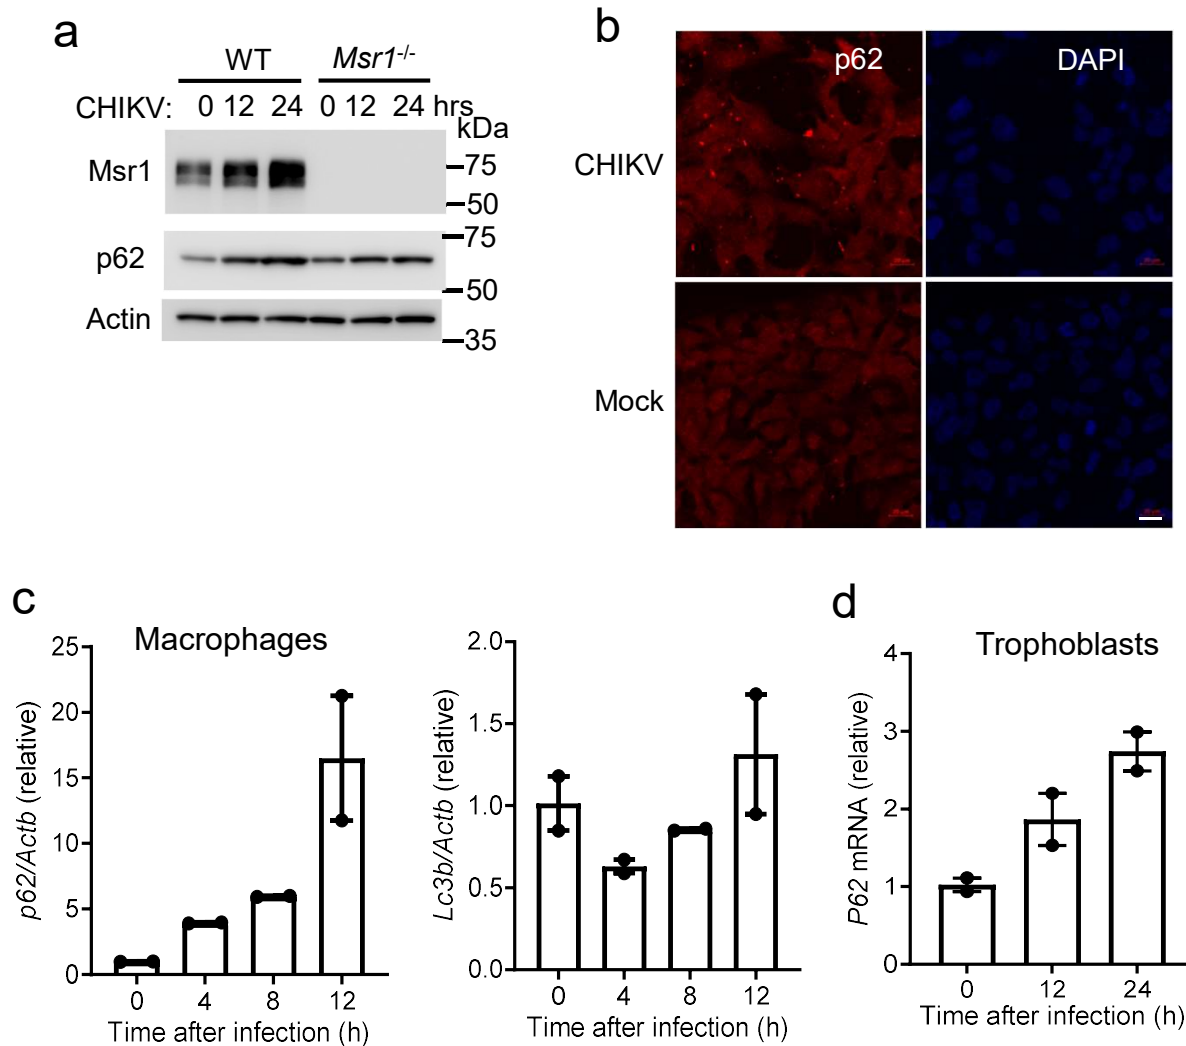 a
WT Msr1-/-
CHIKV: 0 12 24 0 12 24 hrs
kDa
Msr1
75
50
p62
75
50
Actin
35
b
p62 DAPI
CHIKV
Mock
c
Macrophages
p62/Actb (relative)
25
20
15
10
5
0
0 4 8 12
Time after infection (h)
Lc3b/Actb (relative)
2.0
1.5
1.0
0.5
0.0
0 4 8 12
Time after infection (h)
d
Trophoblasts
P62 mRNA (relative)
4
3
2
1
0
0 12 24
Time after infection (h)